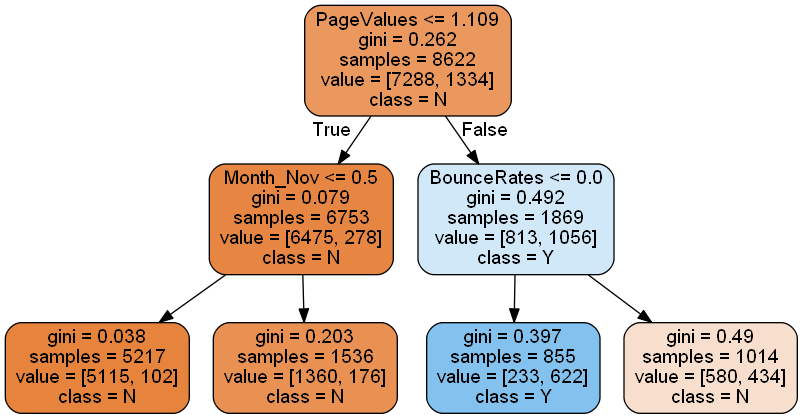 PageValues <= 1.109
gini = 0.262
samples = 8622
value = [7288, 1334]
class = N
True
False
Month_Nov <= 0.5
gini = 0.079
samples = 6753
value = [6475, 278]
class = N
BounceRates <= 0.0
gini = 0.492
samples = 1869
value = [813, 1056]
class = Y
gini = 0.038
samples = 5217
value = [5115, 102]
class = N
gini = 0.203
samples = 1536
value = [1360, 176]
class = N
gini = 0.397
samples = 855
value = [233, 622]
class = Y
gini = 0.49
samples = 1014
value = [580, 434]
class = N